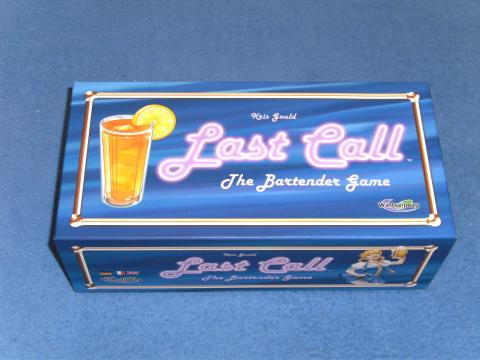 Kris Gould
Last Call
The Bartender Game
Wattsalpoag
Kris Gould
Last Call
The Bartender Game